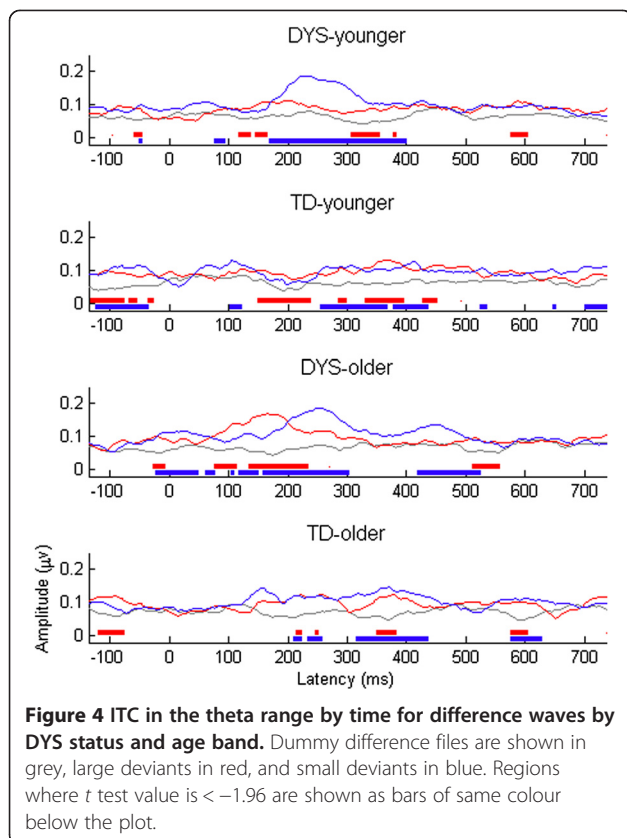 DYS-younger
0.2
0.1
0
-100 0 100 200 300 400 500 600 700
TD-younger
0.2
0.1
0
-100 0 100 200 300 400 500 600 700
DYS-older
0.2
0.1
0
-100 0 100 200 300 400 500 600 700
TD-older
Amplitude (μv)
0.2
0.1
0
-100 0 100 200 300 400 500 600 700
Latency (ms)
Figure 4 ITC in the theta range by time for difference waves by
DYS status and age band. Dummy difference files are shown in
grey, large deviants in red, and small deviants in blue. Regions
where t test value is < −1.96 are shown as bars of same colour
below the plot.